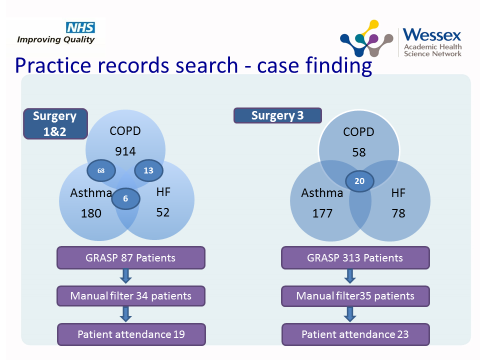 NHS
Improving Quality
Wessex
Academic Health
Science Network
Practice records search - case finding
Surgery
1&2
COPD
914
68
13
6
Asthma
180
HF
52
GRASP 87 Patients
Manual filter 34 patients
Patient attendance 19
Surgery 3
COPD
58
20
Asthma
177
HF
78
GRASP 313 Patients
Manual filter35 patients
Patient attendance 23